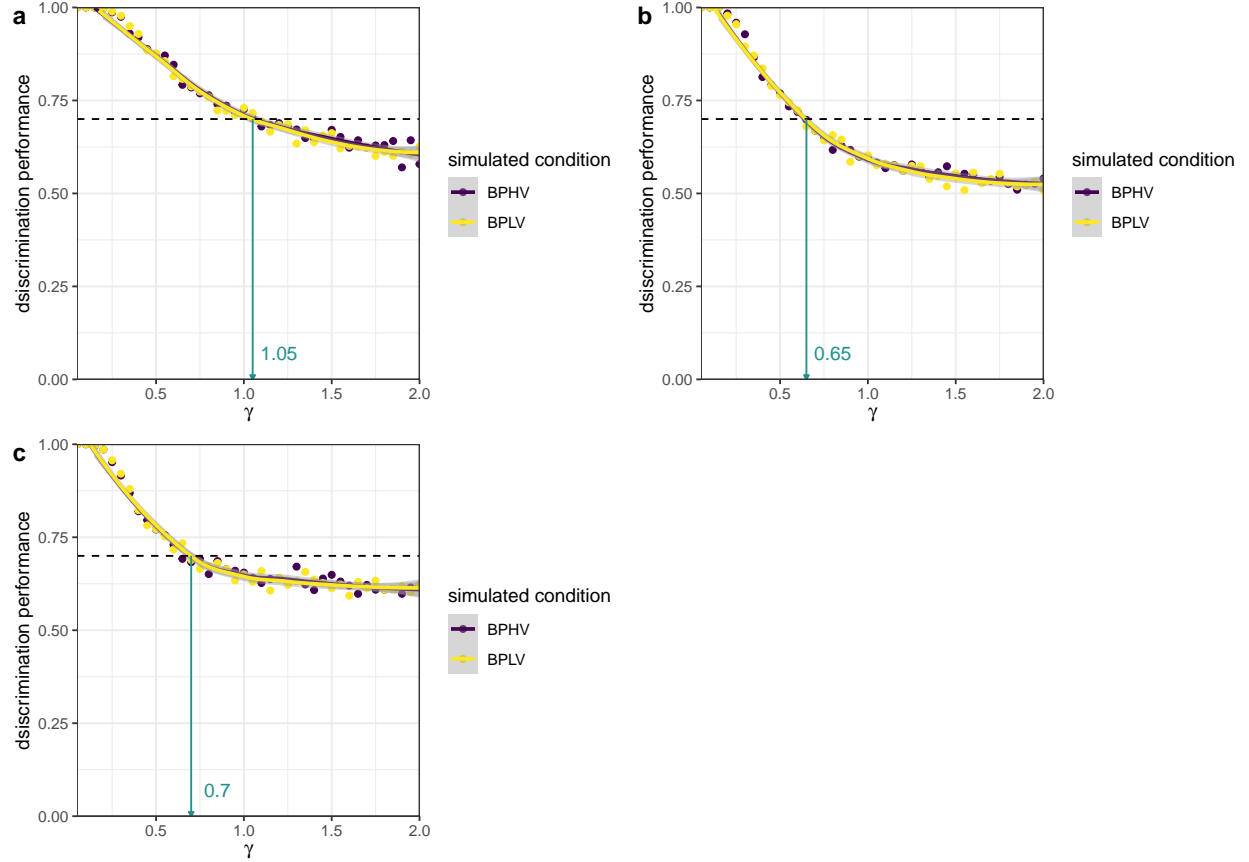 a
1.00
0.75
0.50
0.25
0.00
dsiscrimination performance
1.05
0.5
1.0
1.5
2.0
γ
simulated condition
BPHV
BPLV
b
1.00
0.75
0.50
0.25
0.00
dsiscrimination performance
0.65
0.5
1.0
1.5
2.0
γ
simulated condition
BPHV
BPLV
c
1.00
0.75
0.50
0.25
0.00
dsiscrimination performance
0.7
0.5
1.0
1.5
2.0
γ
simulated condition
BPHV
BPLV